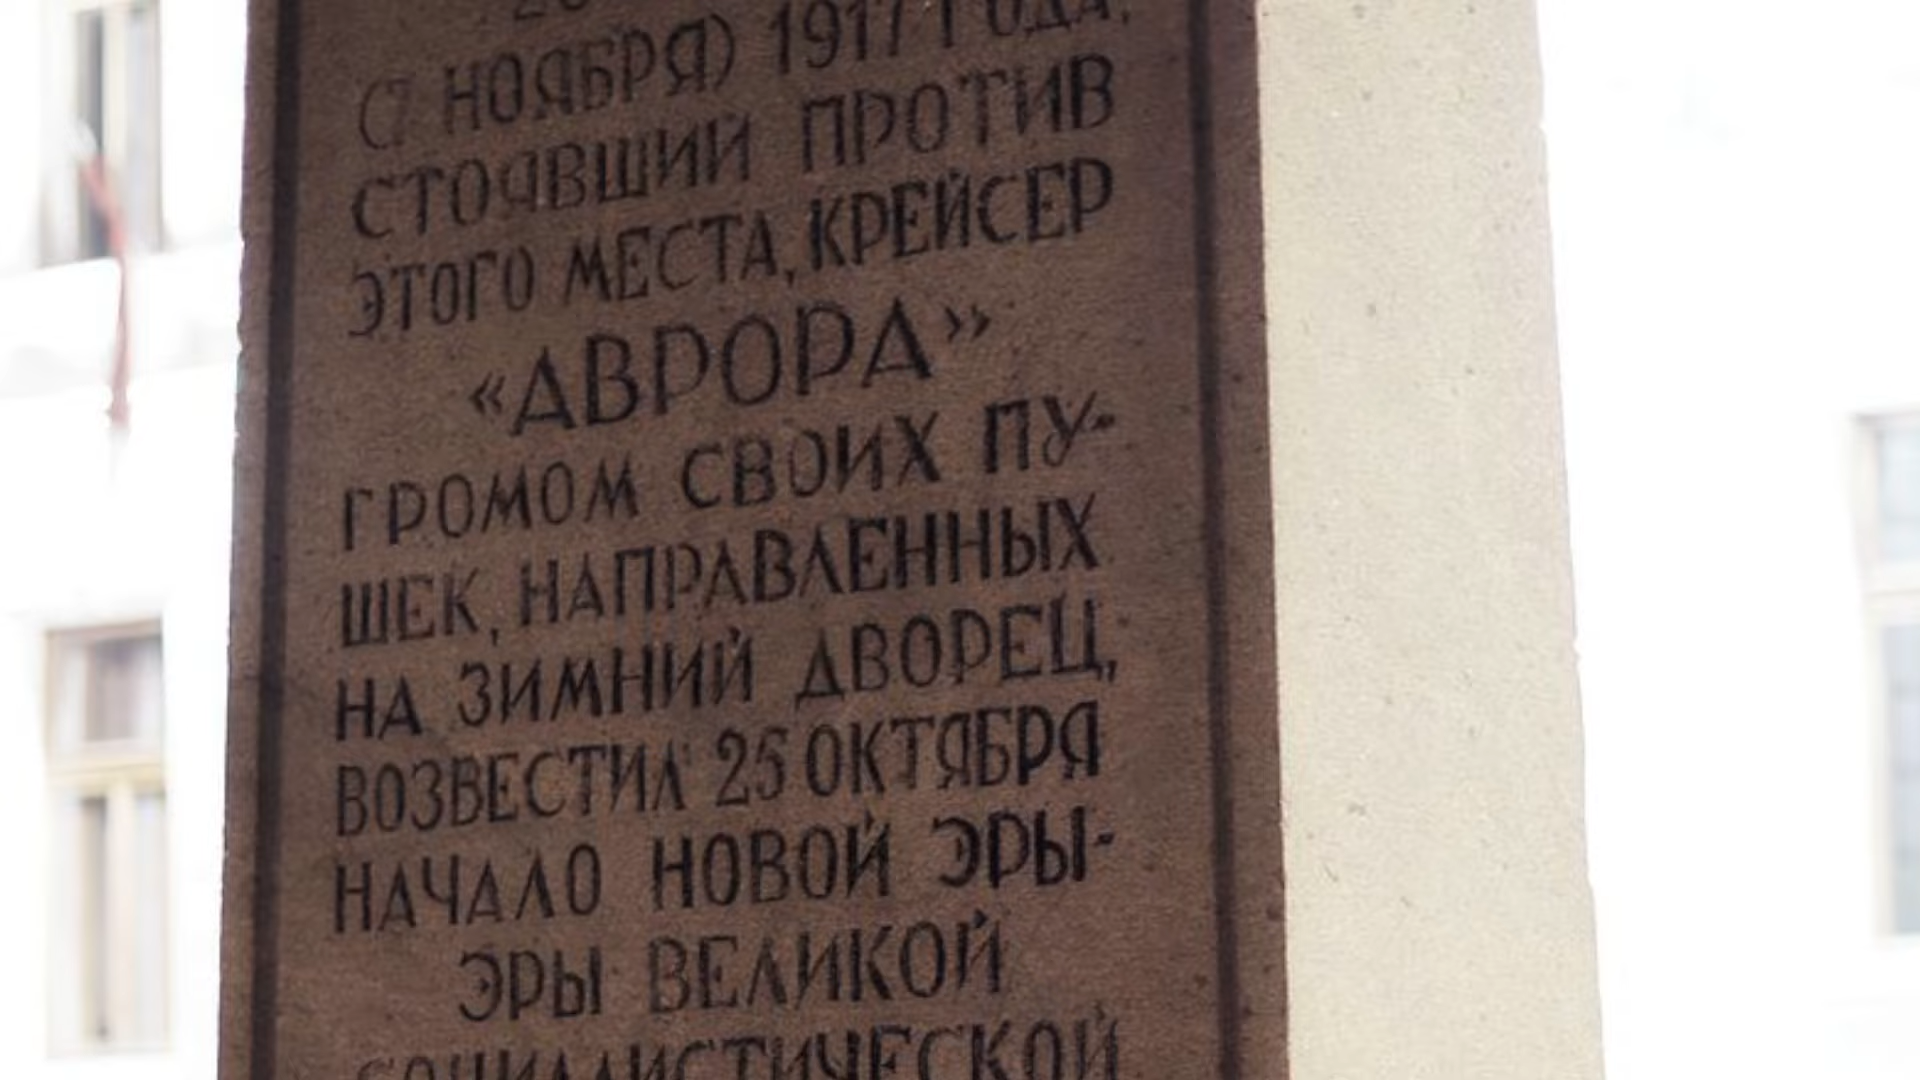 (7 НОЯБРЯ) 1917 ГОДА,
СТОЯВШИЙ ПРОТИВ
ЭТОГО МЕСТА, КРЕЙСЕР
«АВРОРА»
ГРОМОМ СВОИХ ПУ-
ШЕК, НАПРАВЛЕННЫХ
НА ЗИМНИЙ ДВОРЕЦ,
ВОЗВЕСТИЛ 25 ОКТЯБРЯ
НАЧАЛО НОВОЙ ЭРЫ-
ЭРЫ ВЕЛИКОЙ
СОЦИАЛИСТИЧЕСКОЙ